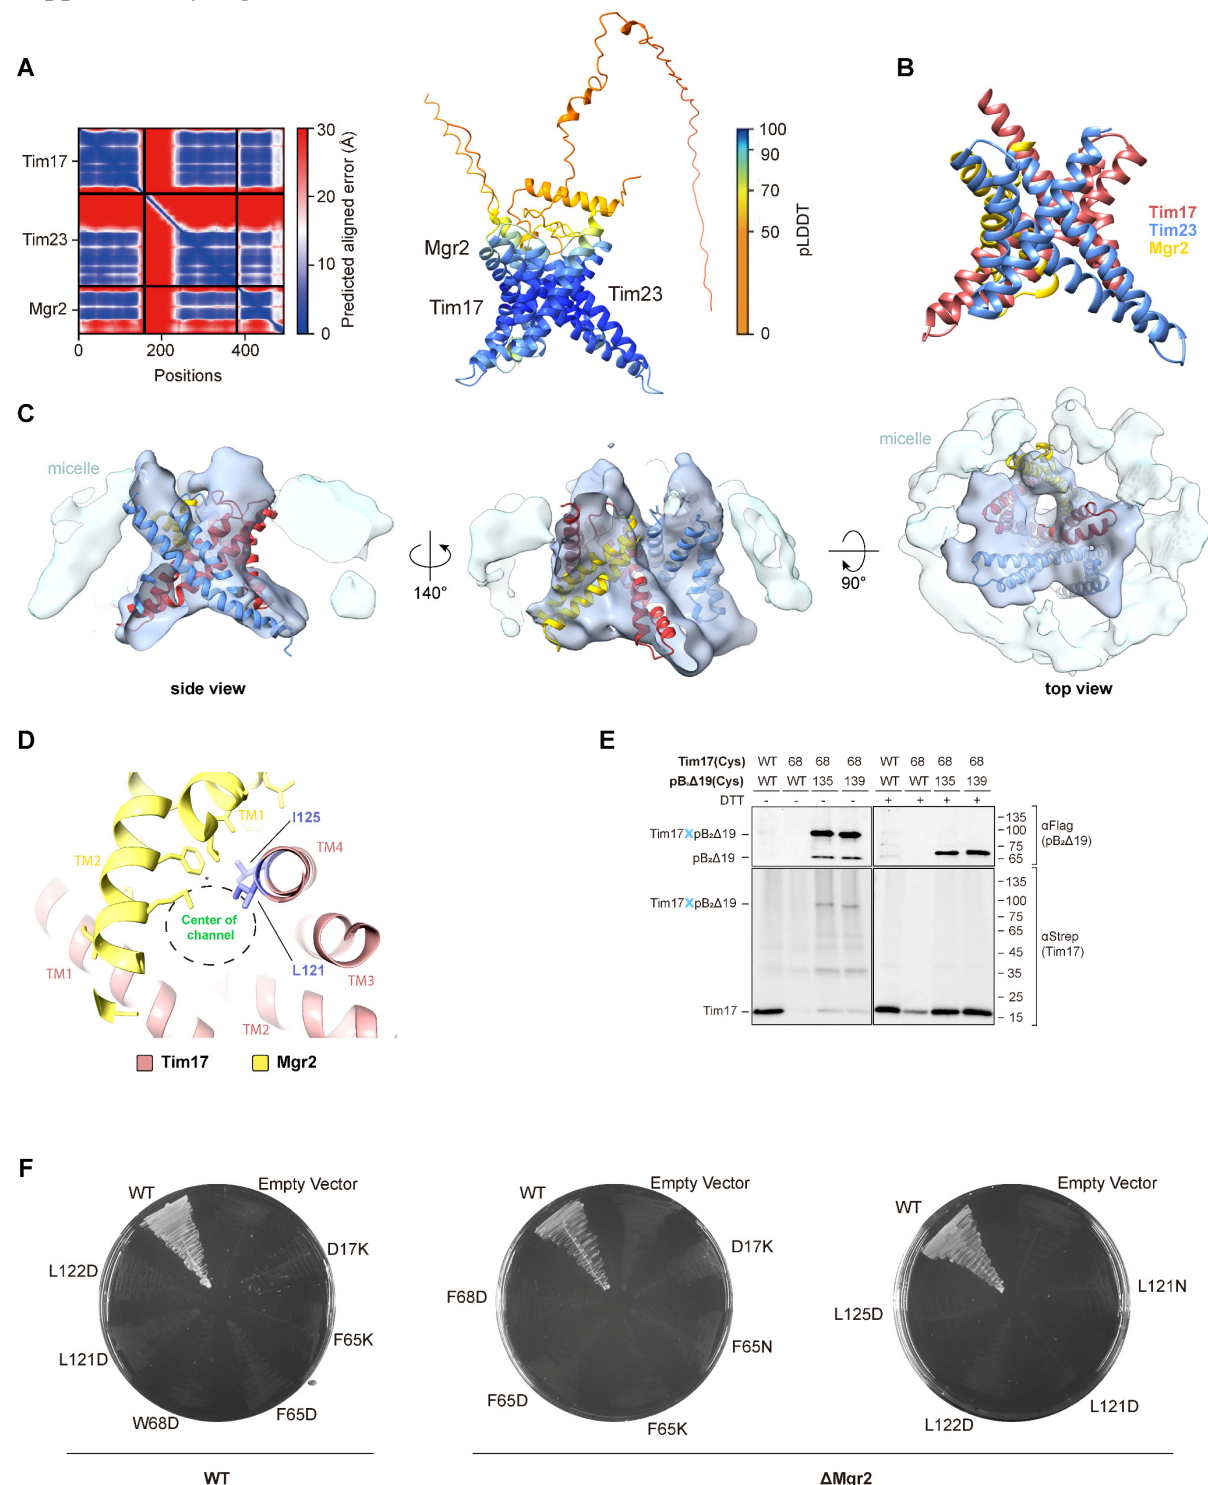 A
B
Tim17
Tim23
Mgr2
0
200
400
Positions
30
20
10
0
Predicted aligned error (Å)
Mgr2
Tim17
Tim23
100
90
70
50
0
pLDDT
Tim17
Tim23
Mgr2
C
micelle
140°
90°
micelle
side view
top view
D
TM1
I125
TM4
TM2
Center of
channel
TM1
L121
TM3
TM2
Tim17
Mgr2
E
Tim17(Cys) WT 68 68 68 WT 68 68 68
pB₂Δ19(Cys) WT WT 135 139 WT WT 135 139
DTT - - - - + + + +
Tim17XpB₂Δ19
pB₂Δ19
135
100
75
65
αFlag
(pB₂Δ19)
Tim17XpB₂Δ19
Tim17
135
100
75
65
45
35
25
15
αStrep
(Tim17)
F
WT
Empty Vector
D17K
F65K
F65D
W68D
L121D
L122D
WT
WT
Empty Vector
D17K
F65N
F65K
F65D
F68D
WT
Empty Vector
L121N
L121D
L122D
L125D
ΔMgr2